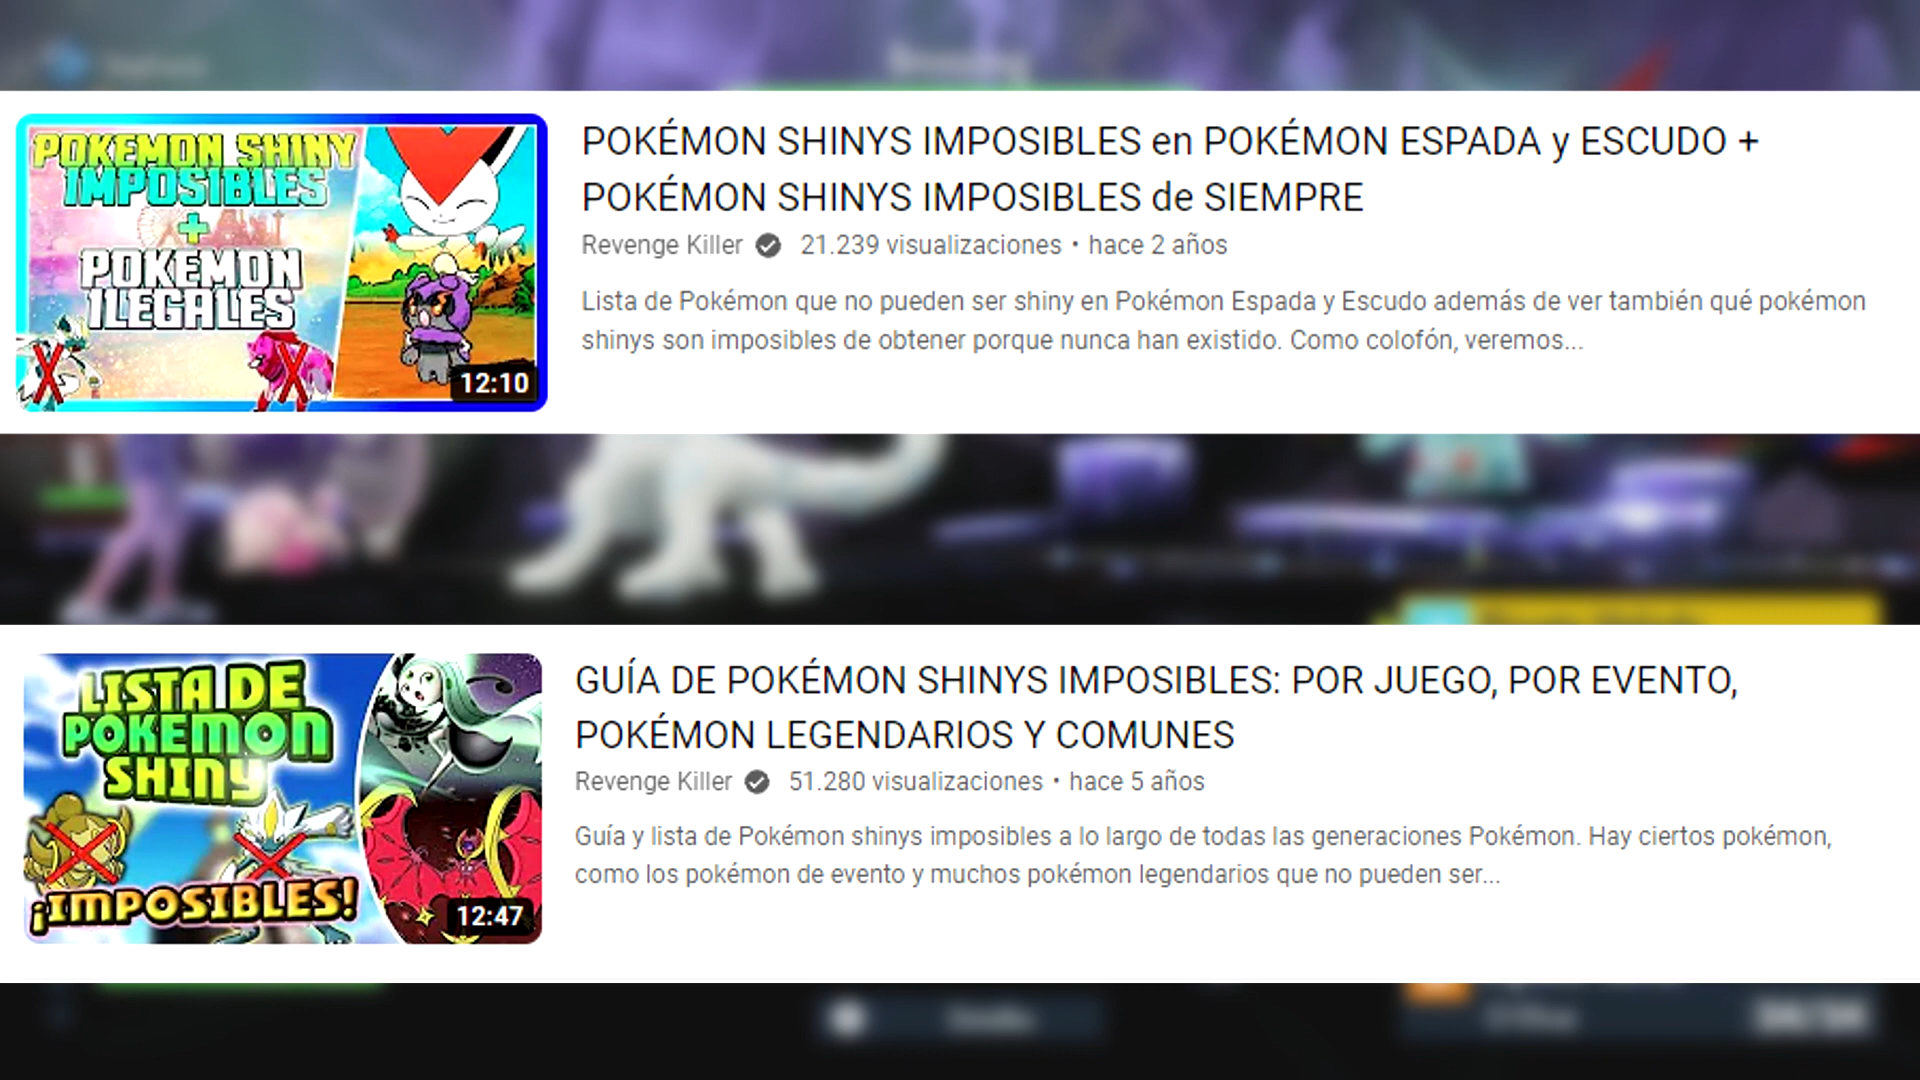 POKEMON SHINY
IMPOSIBLES
+
POKEMON
ILEGALES
12:10
POKÉMON SHINYS IMPOSIBLES en POKÉMON ESPADA y ESCUDO +
POKÉMON SHINYS IMPOSIBLES de SIEMPRE
Revenge Killer 21.239 visualizaciones • hace 2 años
Lista de Pokémon que no pueden ser shiny en Pokémon Espada y Escudo además de ver también qué pokémon
shinys son imposibles de obtener porque nunca han existido. Como colofón, veremos...
LISTA DE
POKEMON
SHINY
¡IMPOSIBLES!
12:47
GUÍA DE POKÉMON SHINYS IMPOSIBLES: POR JUEGO, POR EVENTO,
POKÉMON LEGENDARIOS Y COMUNES
Revenge Killer 51.280 visualizaciones • hace 5 años
Guía y lista de Pokémon shinys imposibles a lo largo de todas las generaciones Pokémon. Hay ciertos pokémon,
como los pokémon de evento y muchos pokémon legendarios que no pueden ser...